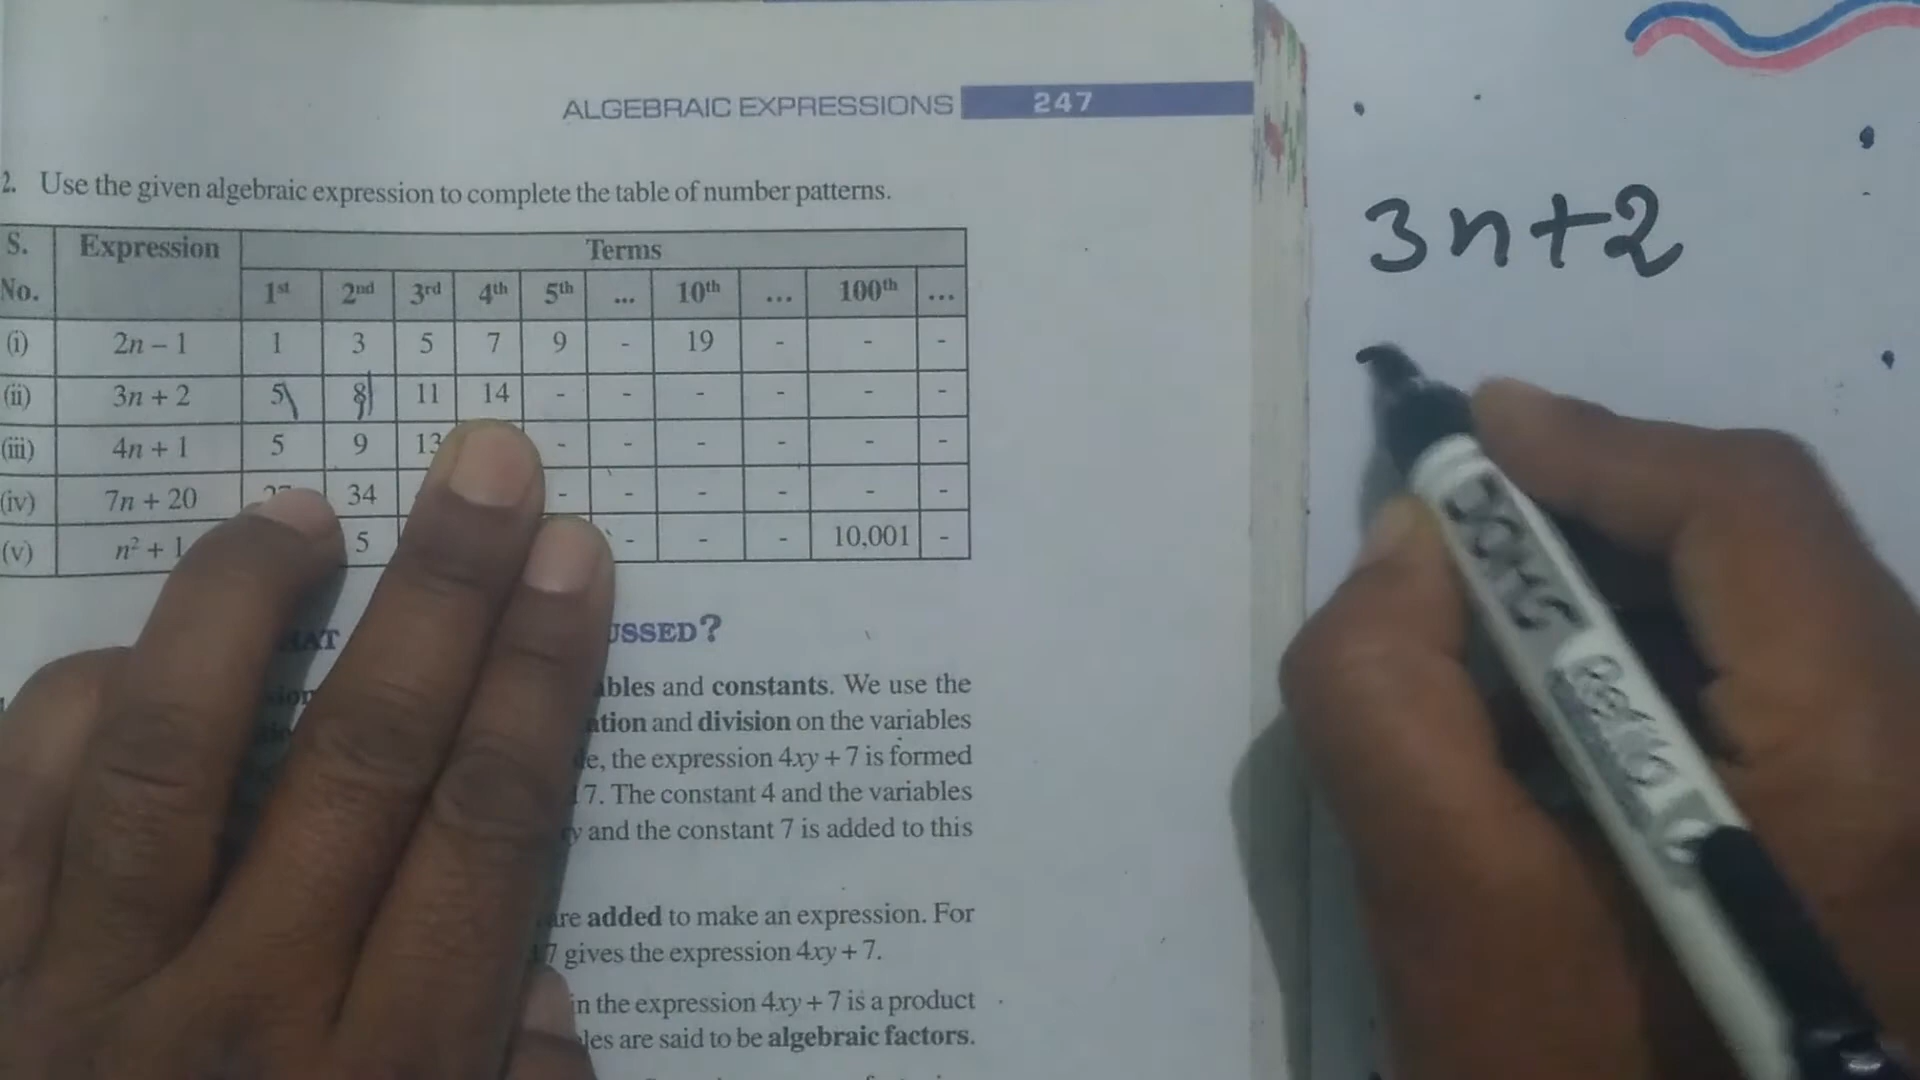 ALGEBRAIC EXPRESSIONS 247
2. Use the given algebraic expression to complete the table of number patterns.
S. No. Expression Terms
1st 2nd 3rd 4th 5th ... 10th ... 100th ...
(i) 2n – 1 1 3 5 7 9 - 19 - - -
(ii) 3n + 2 5 8 11 14 - - - - - -
(iii) 4n + 1 5 9 13 - - - - - -
(iv) 7n + 20 34 - - - - - -
(v) n² + 1 5 - - - 10,001 -
ables and constants. We use the
and division on the variables
the expression 4xy + 7 is formed
7. The constant 4 and the variables
and the constant 7 is added to this
are added to make an expression. For
7 gives the expression 4xy + 7.
in the expression 4xy + 7 is a product
are said to be algebraic factors.
3n+2
DOMS